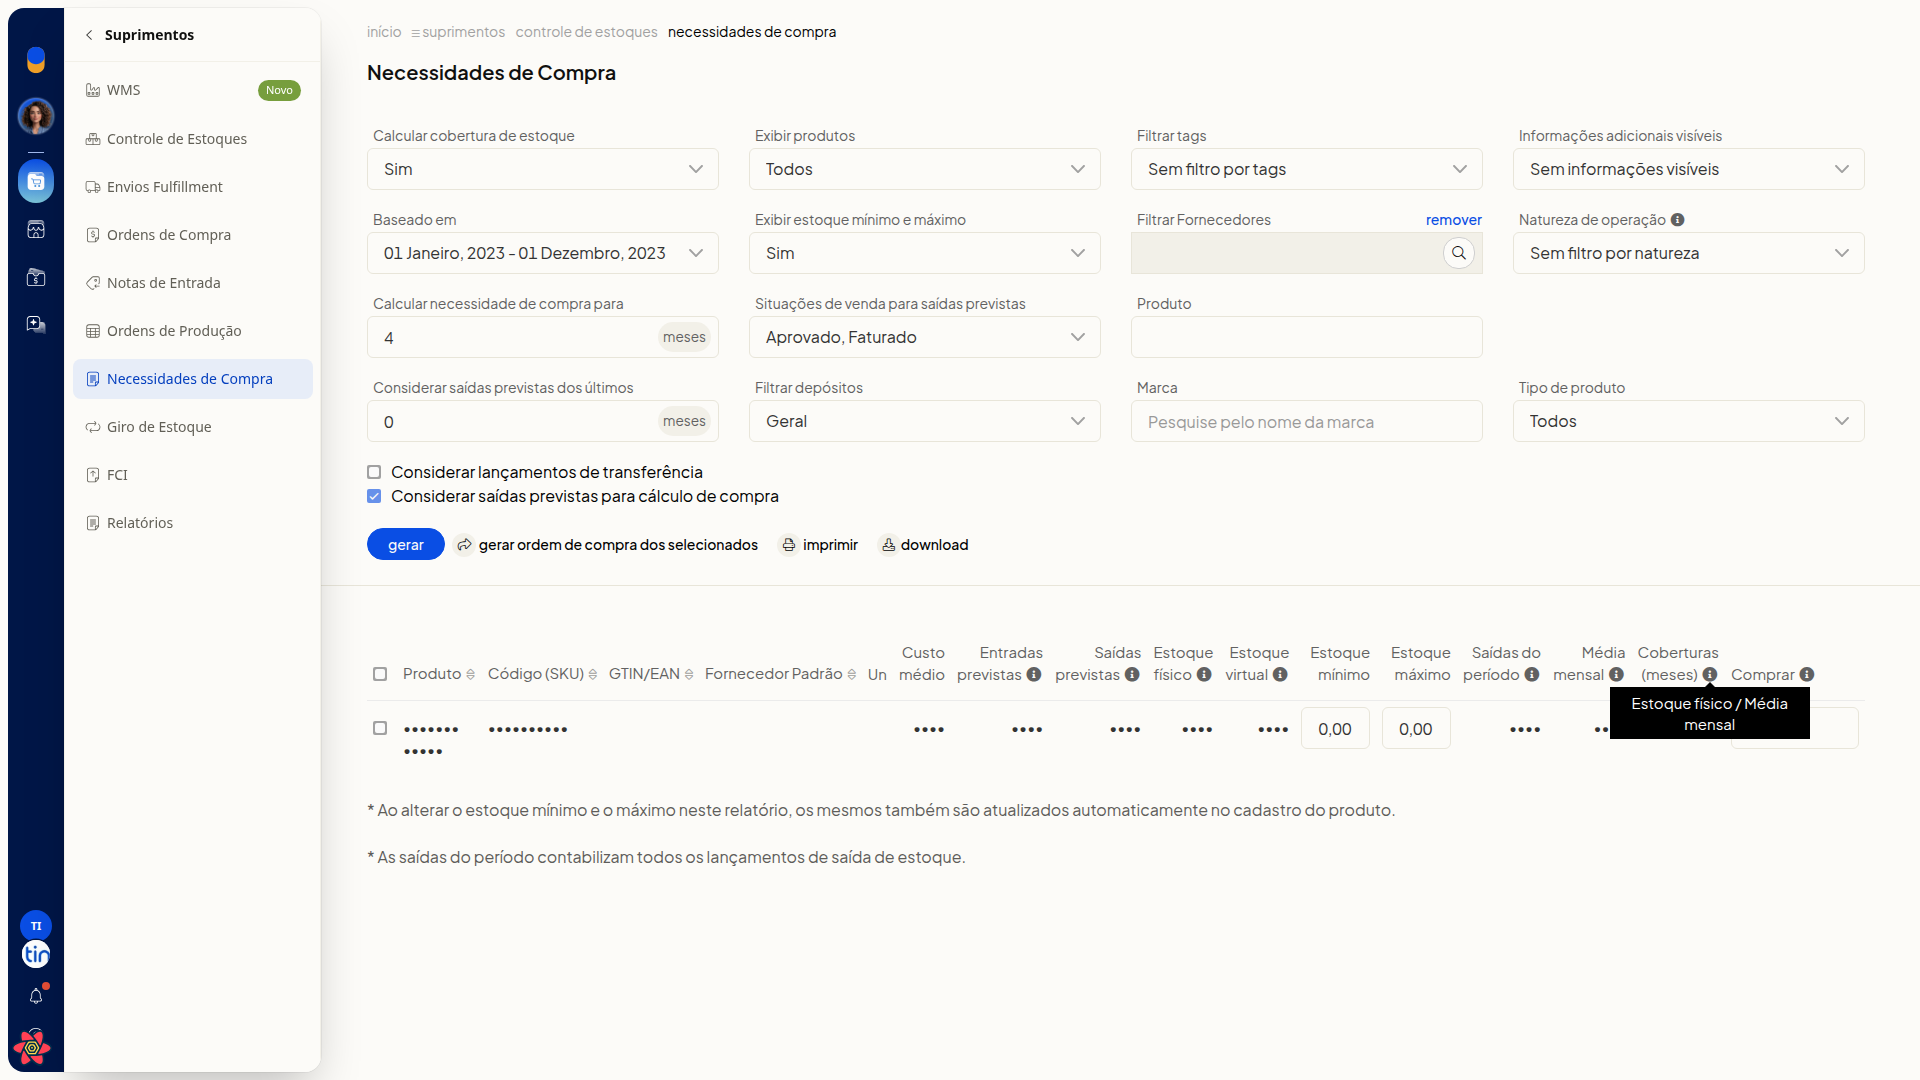 Suprimentos
WMS
Novo
Controle de Estoques
Envios Fulfillment
Ordens de Compra
Notas de Entrada
Ordens de Produção
Necessidades de Compra
Giro de Estoque
FCI
Relatórios
TI
tin
início suprimentos controle de estoques necessidades de compra
Necessidades de Compra
Calcular cobertura de estoque
Sim
Exibir produtos
Todos
Filtrar tags
Sem filtro por tags
Informações adicionais visíveis
Sem informações visíveis
Baseado em
01 Janeiro, 2023 - 01 Dezembro, 2023
Exibir estoque mínimo e máximo
Sim
Filtrar Fornecedores
remover
Natureza de operação
Sem filtro por natureza
Calcular necessidade de compra para
4
meses
Situações de venda para saídas previstas
Aprovado, Faturado
Produto
Considerar saídas previstas dos últimos
0
meses
Filtrar depósitos
Geral
Marca
Pesquise pelo nome da marca
Tipo de produto
Todos
Considerar lançamentos de transferência
Considerar saídas previstas para cálculo de compra
gerar
gerar ordem de compra dos selecionados
imprimir
download
Produto
Código (SKU)
GTIN/EAN
Fornecedor Padrão
Un
Custo
médio
Entradas
previstas
Saídas
previstas
Estoque
físico
Estoque
virtual
Estoque
mínimo
Estoque
máximo
Saídas do
período
Média
mensal
Coberturas
(meses)
Comprar
Estoque físico / Média
mensal
••••••• •••••••••• •••• •••• •••• •••• •••• 0,00 0,00 •••• ••
•••••
* Ao alterar o estoque mínimo e o máximo neste relatório, os mesmos também são atualizados automaticamente no cadastro do produto.
* As saídas do período contabilizam todos os lançamentos de saída de estoque.